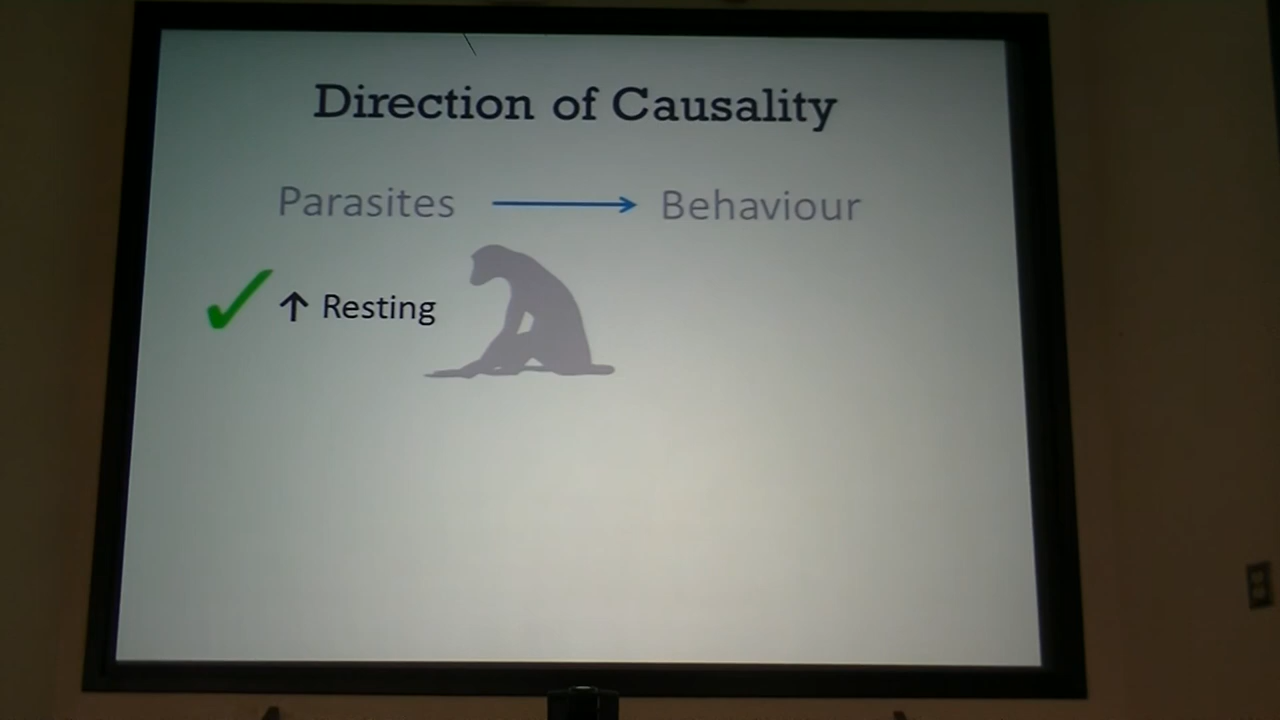 Direction of Causality
Parasites → Behaviour
↑ Resting